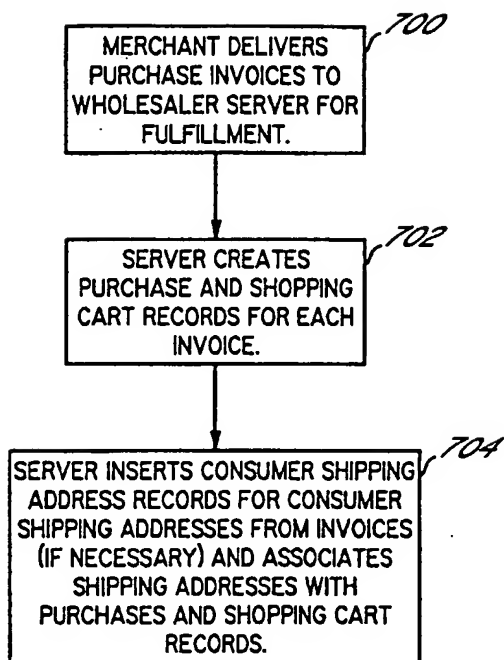 700
MERCHANT DELIVERS
PURCHASE INVOICES TO
WHOLESALER SERVER FOR
FULFILLMENT.
702
SERVER CREATES
PURCHASE AND SHOPPING
CART RECORDS FOR EACH
INVOICE.
704
SERVER INSERTS CONSUMER SHIPPING
ADDRESS RECORDS FOR CONSUMER
SHIPPING ADDRESSES FROM INVOICES
(IF NECESSARY) AND ASSOCIATES
SHIPPING ADDRESSES WITH
PURCHASES AND SHOPPING CART
RECORDS.